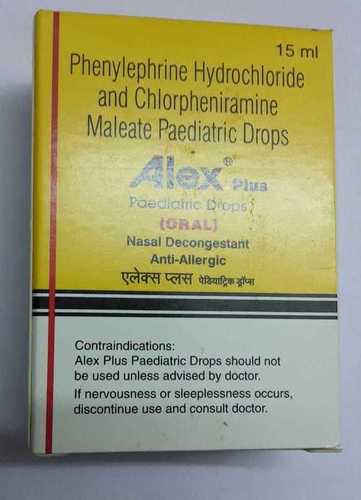 15 ml
Phenylephrine Hydrochloride
and Chlorpheniramine
Maleate Paediatric Drops
Alex® Plus
Paediatric Drops
(ORAL)
Nasal Decongestant
Anti-Allergic
एलेक्स प्लस पेडियाट्रिक ड्रॉप्स
Contraindications:
Alex Plus Paediatric Drops should not
be used unless advised by doctor.
If nervousness or sleeplessness occurs,
discontinue use and consult doctor.